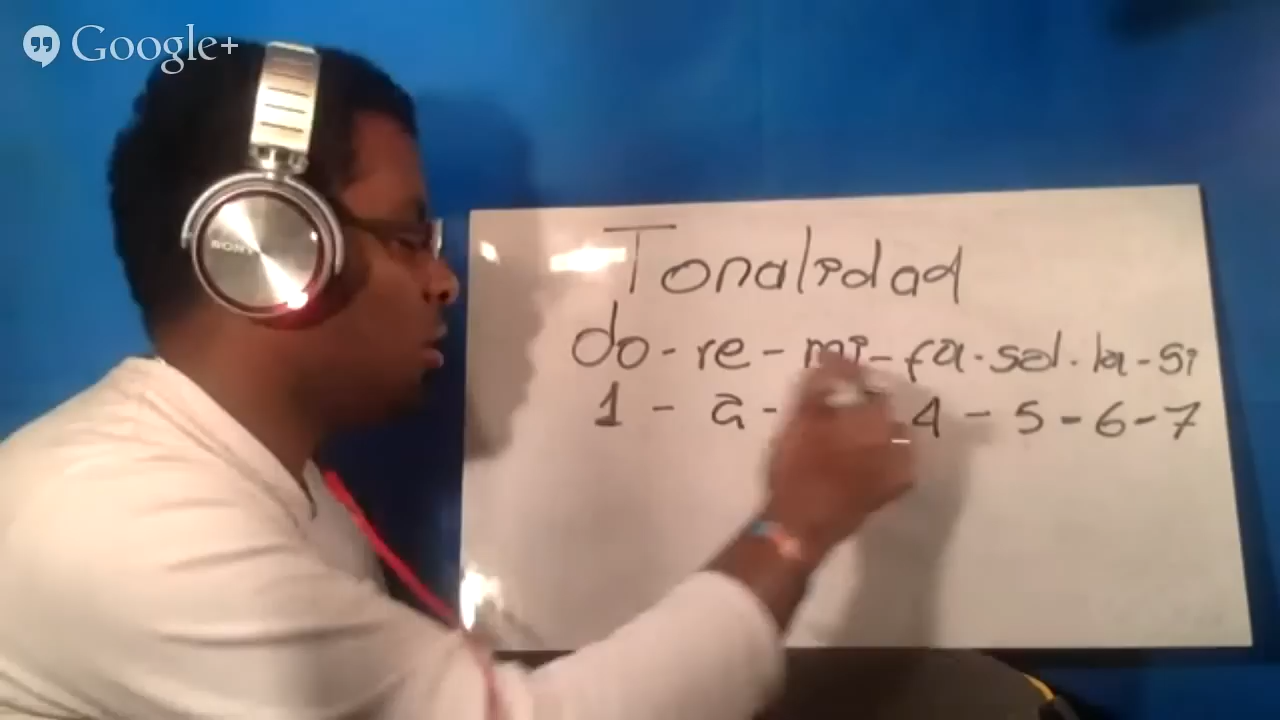 Google+
SONY
Tonalidad
do - re - mi - fa - sol - la - si
1 - 2 - 4 - 5 - 6 - 7